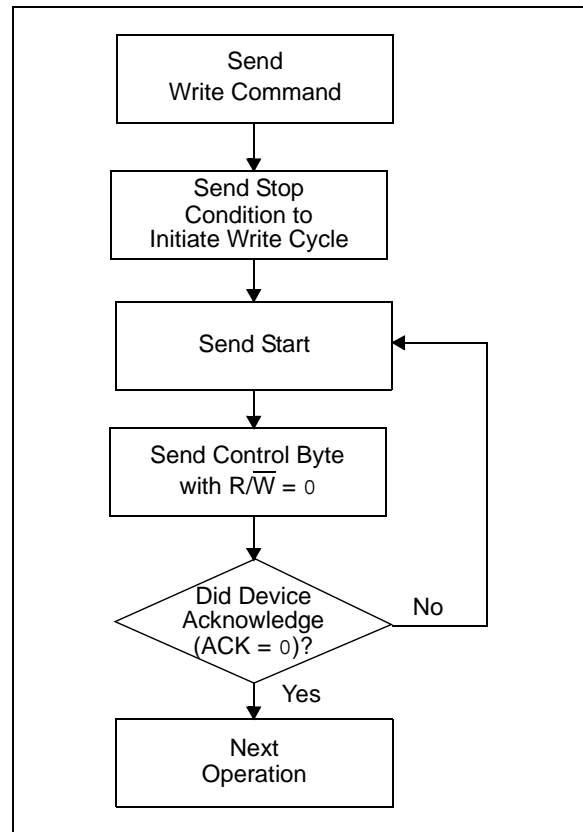 Send
Write Command
Send Stop
Condition to
Initiate Write Cycle
Send Start
Send Control Byte
with R/W̅ = 0
Did Device
Acknowledge
(ACK = 0)?
No
Yes
Next
Operation